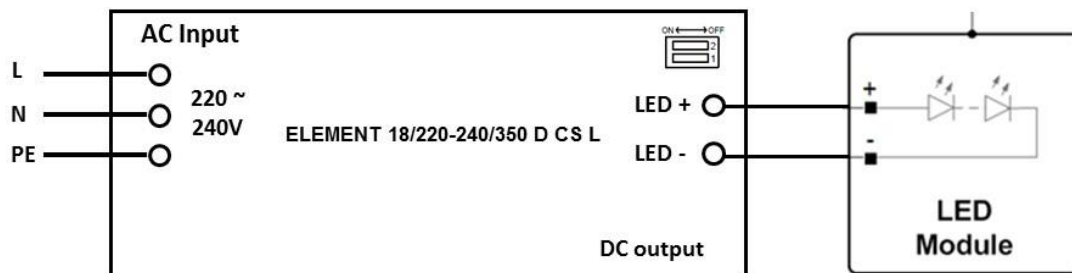 AC Input
ON OFF
2
1
L
220 ~
LED +
+
N
240V
ELEMENT 18/220-240/350 D CS L
PE
LED -
-
LED
Module
DC output